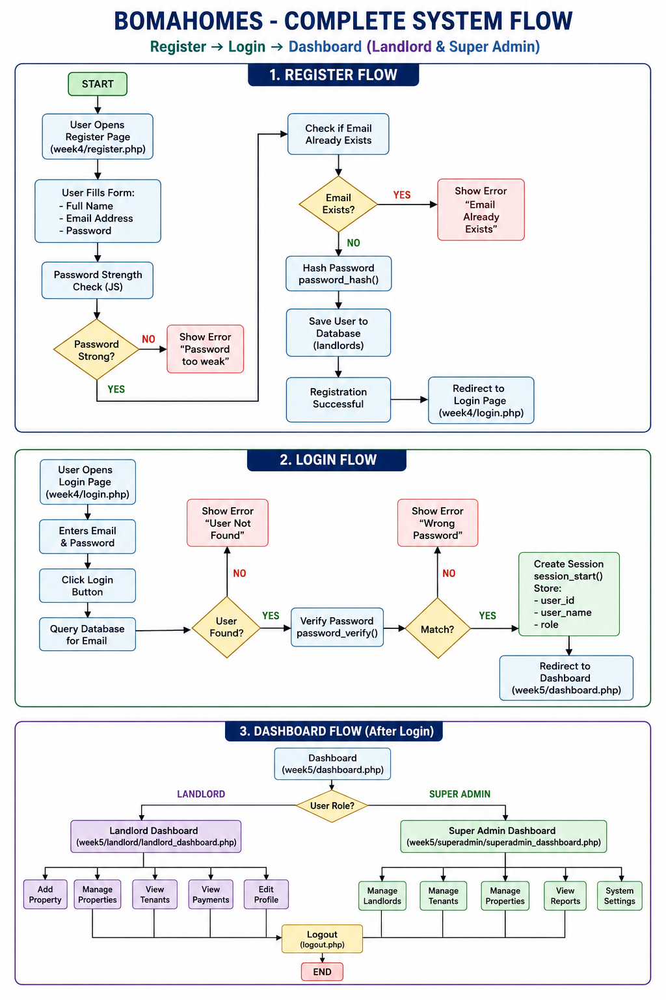 BOMAHOMES - COMPLETE SYSTEM FLOW
Register → Login → Dashboard (Landlord & Super Admin)
1. REGISTER FLOW
START
User Opens
Register Page
(week4/register.php)
User Fills Form:
- Full Name
- Email Address
- Password
Password Strength
Check (JS)
Password
Strong?
NO
Show Error
“Password
too weak”
YES
Check if Email
Already Exists
Email
Exists?
YES
Show Error
“Email
Already
Exists”
NO
Hash Password
password_hash()
Save User to
Database
(landlords)
Registration
Successful
Redirect to
Login Page
(week4/login.php)
2. LOGIN FLOW
User Opens
Login Page
(week4/login.php)
Enters Email
& Password
Click Login
Button
Query Database
for Email
User
Found?
NO
Show Error
“User Not
Found”
YES
Verify Password
password_verify()
Match?
NO
Show Error
“Wrong
Password”
YES
Create Session
session_start()
Store:
- user_id
- user_name
- role
Redirect to
Dashboard
(week5/dashboard.php)
3. DASHBOARD FLOW (After Login)
Dashboard
(week5/dashboard.php)
User Role?
LANDLORD
SUPER ADMIN
Landlord Dashboard
(week5/landlord/landlord_dashboard.php)
Super Admin Dashboard
(week5/superadmin/superadmin_dasshboard.php)
Add
Property
Manage
Properties
View
Tenants
View
Payments
Edit
Profile
Manage
Landlords
Manage
Tenants
Manage
Properties
View
Reports
System
Settings
Logout
(logout.php)
END